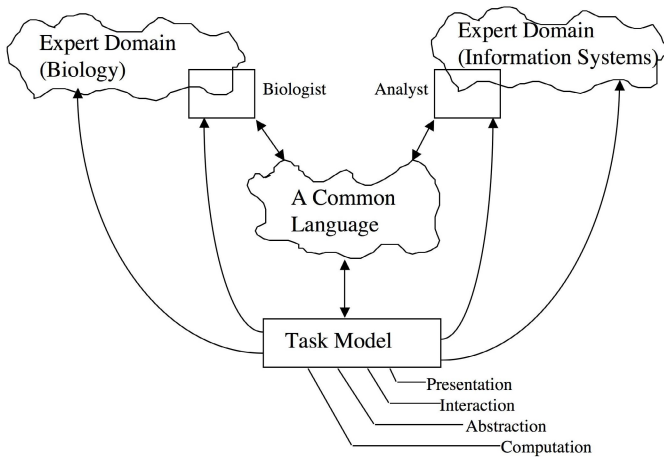 Expert Domain
(Biology)
Expert Domain
(Information Systems)
Biologist
Analyst
A Common
Language
Task Model
Presentation
Interaction
Abstraction
Computation